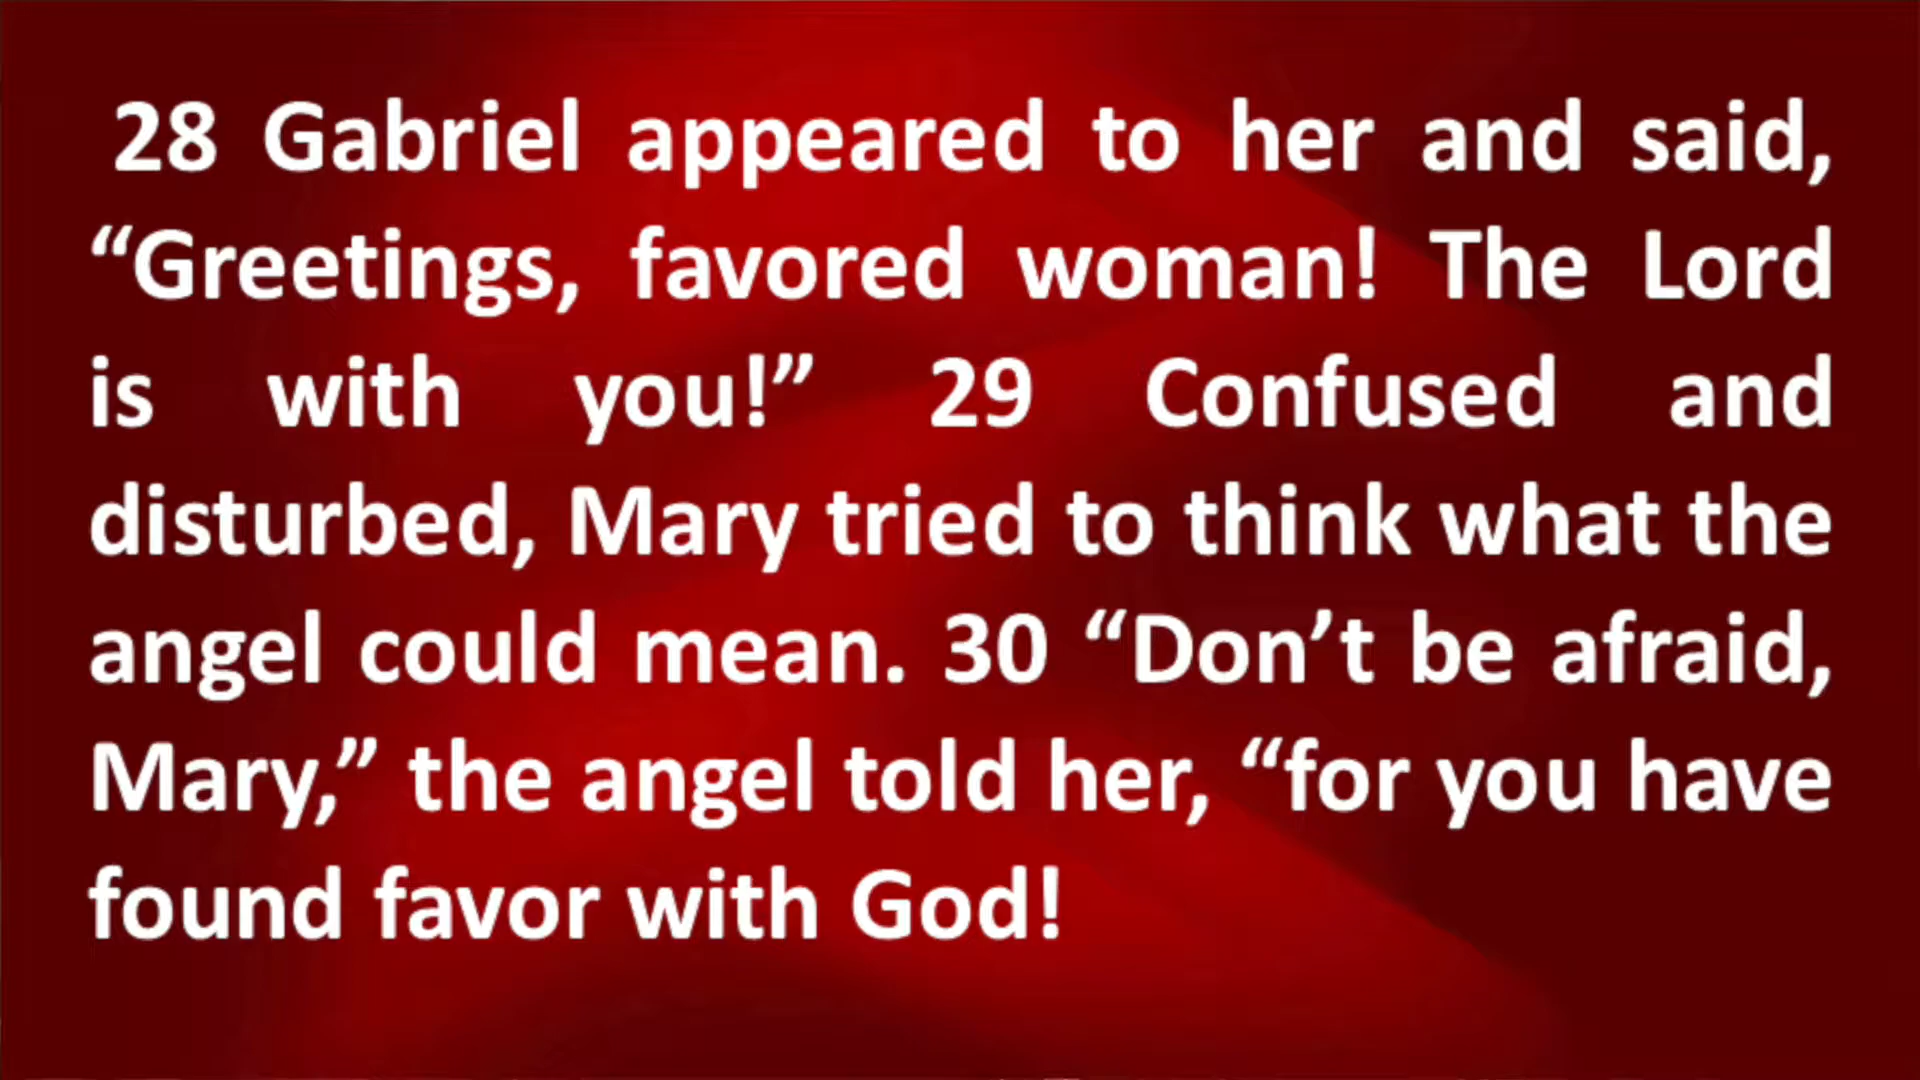 28 Gabriel appeared to her and said,
“Greetings, favored woman! The Lord
is with you!” 29 Confused and
disturbed, Mary tried to think what the
angel could mean. 30 “Don’t be afraid,
Mary,” the angel told her, “for you have
found favor with God!